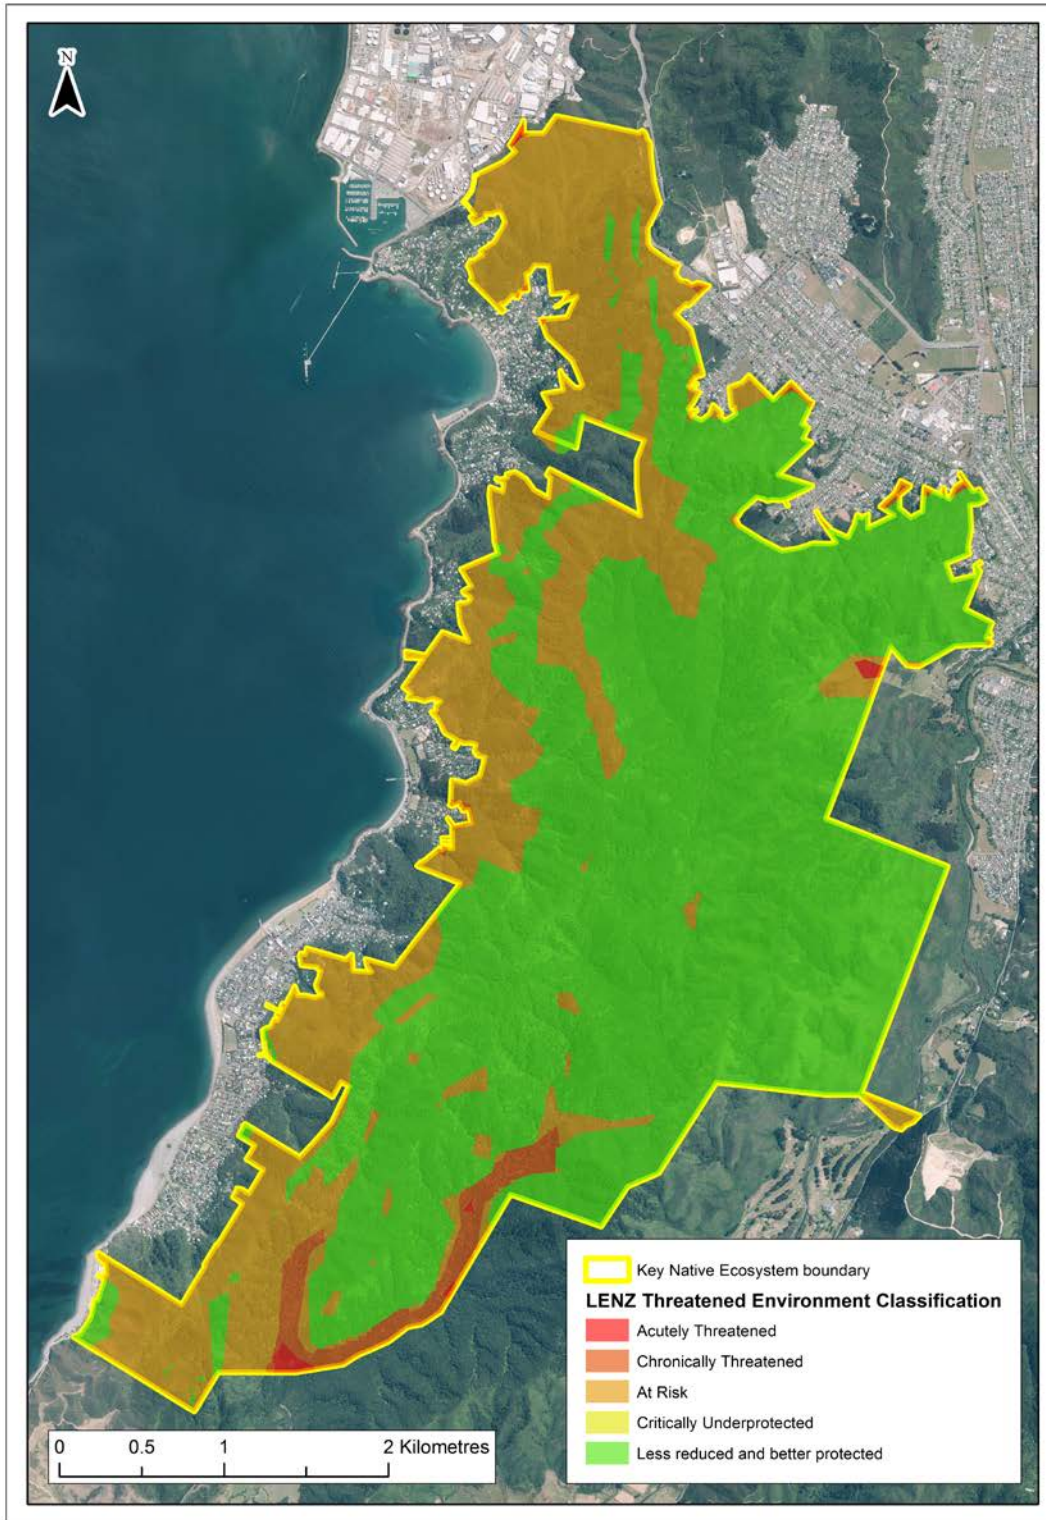 N
Key Native Ecosystem boundary
LENZ Threatened Environment Classification
Acutely Threatened
Chronically Threatened
At Risk
Critically Underprotected
Less reduced and better protected
0 0.5 1 2 Kilometres